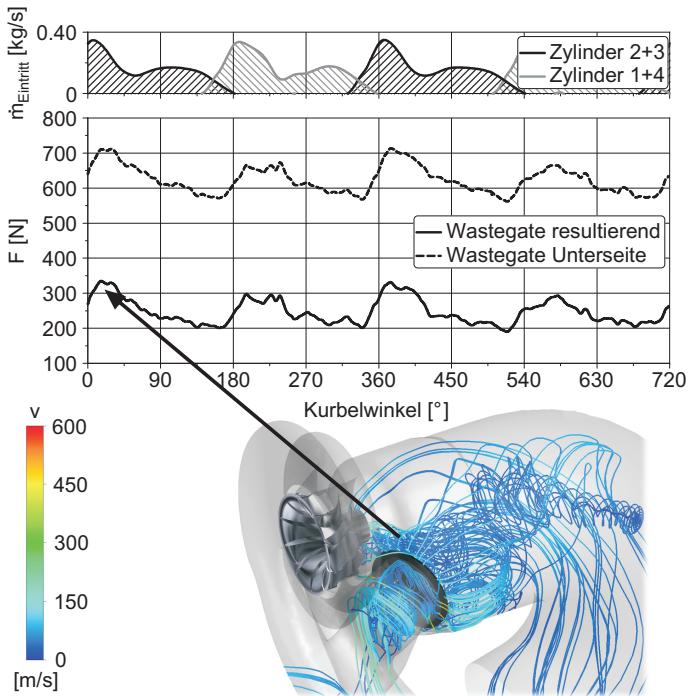 ṁEintritt [kg/s]
0.40
0
Zylinder 2+3
Zylinder 1+4
F [N]
800
700
600
500
400
300
200
100
Wastegate resultierend
Wastegate Unterseite
0 90 180 270 360 450 540 630 720
Kurbelwinkel [°]
v
600
450
300
150
0
[m/s]